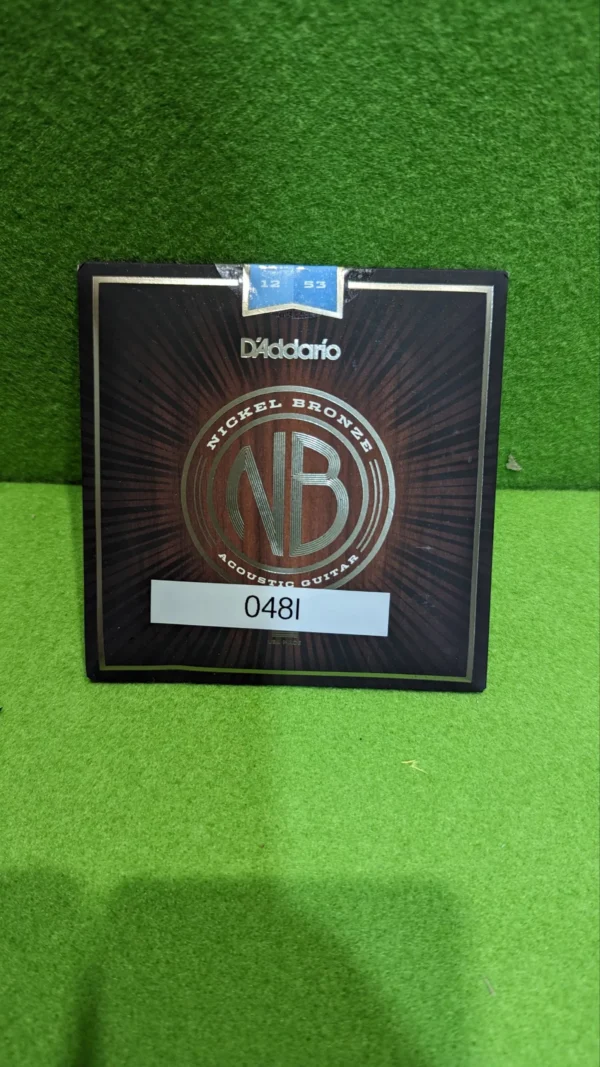 12 53
D'Addario
NICKEL BRONZE
NB
ACOUSTIC GUITAR
048I